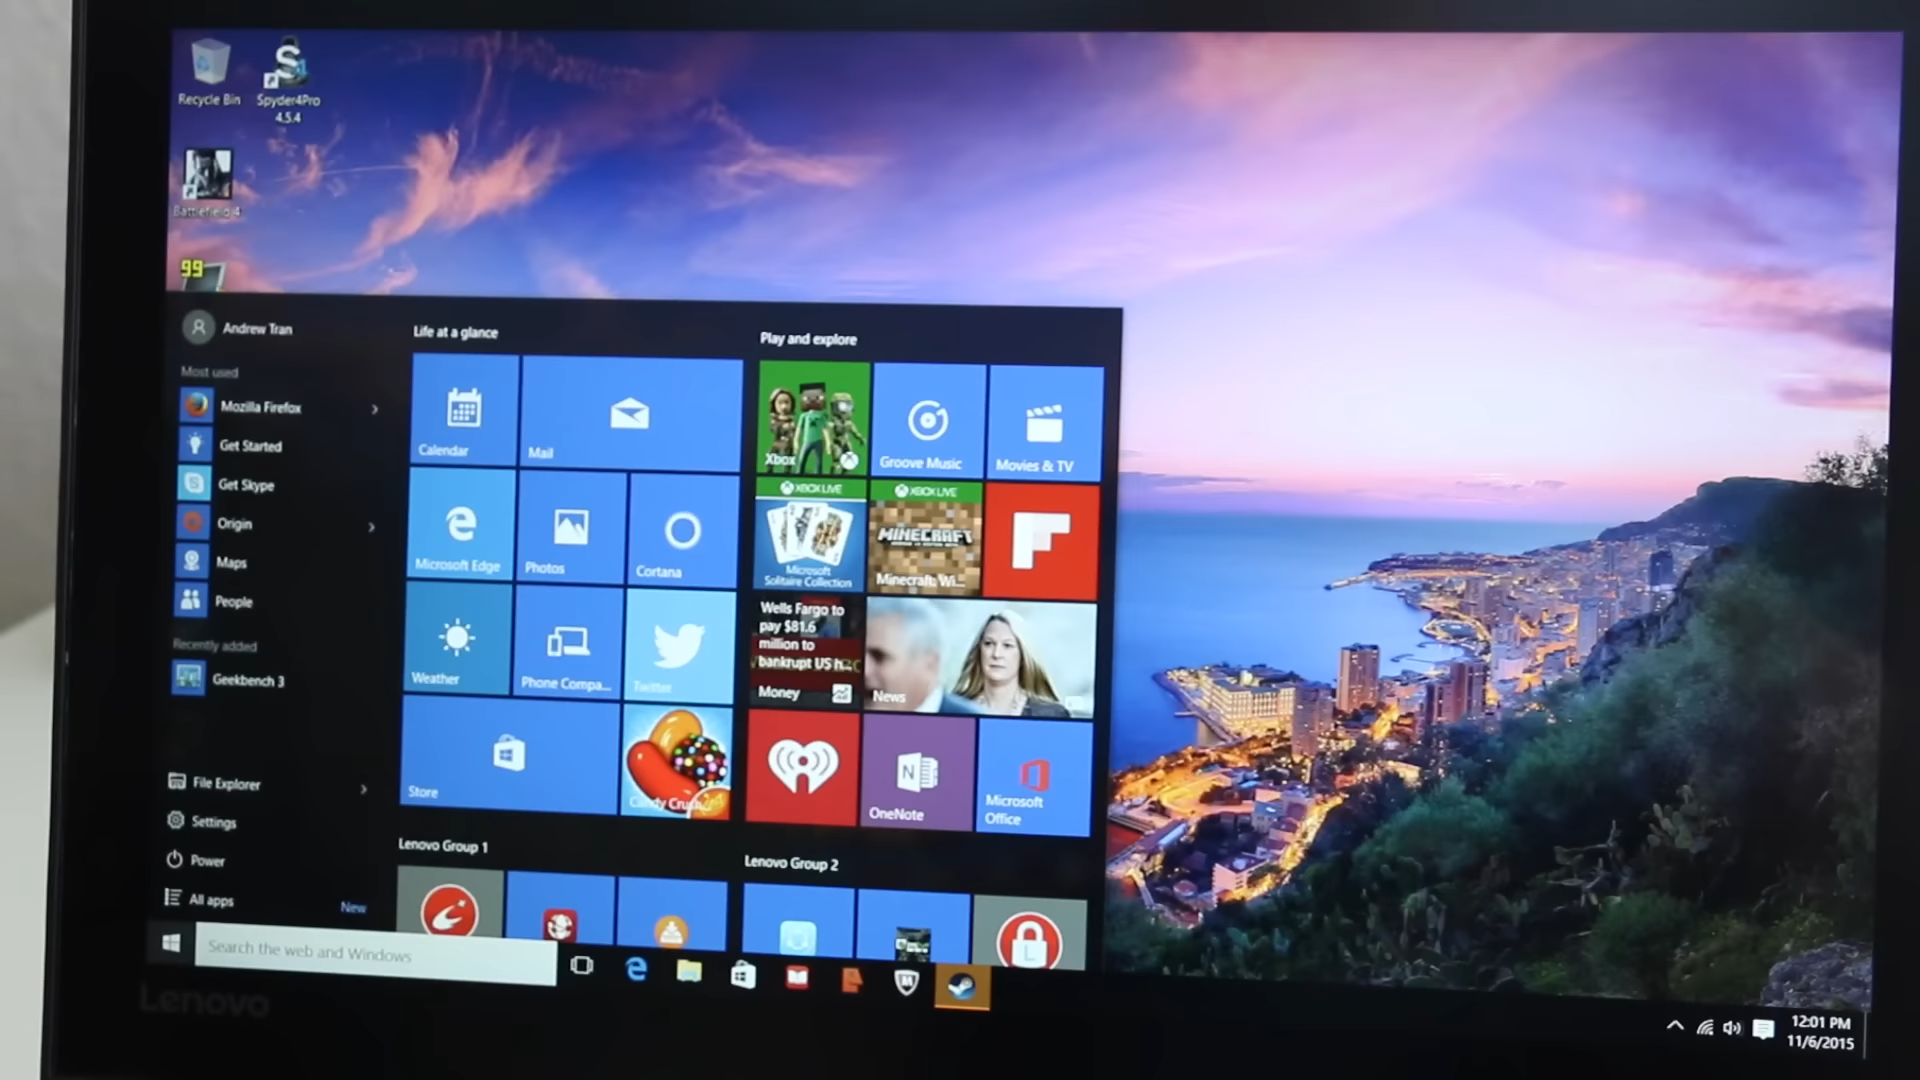 Recycle Bin
Spyder4Pro
4.5.4
Battlefield 4
99
Andrew Tran
Most used
Mozilla Firefox
Get Started
Get Skype
Origin
Maps
People
Recently added
Geekbench 3
File Explorer
Settings
Power
All apps
New
Life at a glance
Calendar
Mail
Microsoft Edge
Photos
Cortana
Weather
Phone Compa...
Twitter
Store
Candy Crush...
Play and explore
Xbox
Groove Music
Movies & TV
XBOX LIVE
Microsoft
Solitaire Collection
XBOX LIVE
MINECRAFT
Minecraft: Wi...
Wells Fargo to
pay $81.6
million to
bankrupt US h...
Money
News
OneNote
Microsoft
Office
Lenovo Group 1
Lenovo Group 2
L
Search the web and Windows
Lenovo
12:01 PM
11/6/2015